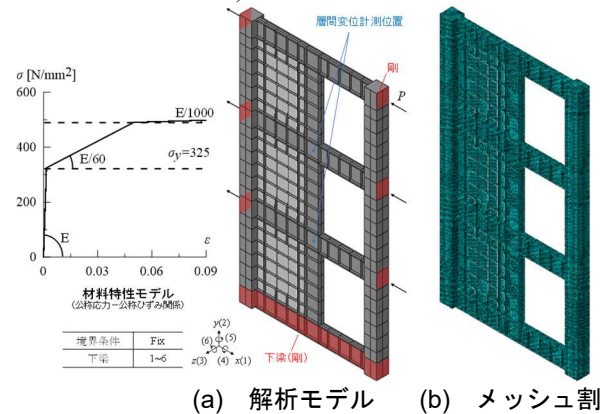 σ [N/mm2]
600
400
200
0
E/1000
E/60
σy=325
E
ε
0
0.03
0.06
0.09
材料特性モデル
(公称応力－公称ひずみ関係)
境界条件
Fix
下梁
1~6
y(2)
(5)
(6)
z(3)
(4)
x(1)
層間変位計測位置
剛
P
下梁(剛)
(a) 解析モデル
(b) メッシュ割